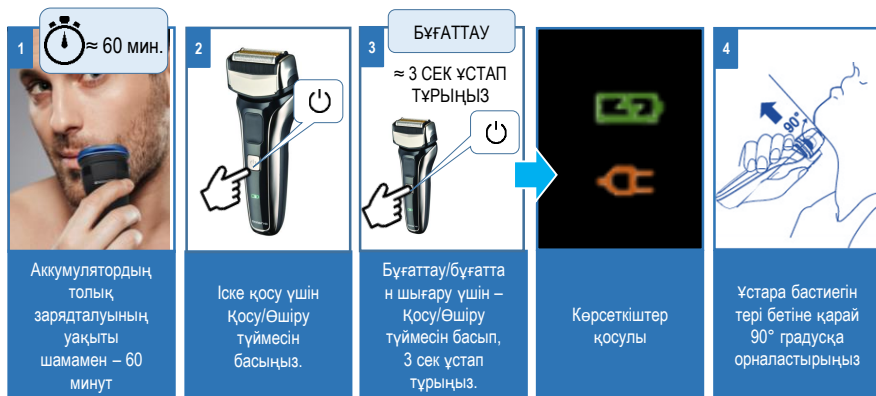 1
≈ 60 мин.
Аккумулятордың
толық
зарядталуының
уақыты
шамамен – 60
минут
2
Іске қосу үшін
Қосу/Өшіру
түймесін
басыңыз.
3
БҰҒАТТАУ
≈ 3 СЕК ҰСТАП
ТҰРЫҢЫЗ
Бұғаттау/бұғатта
н шығару үшін –
Қосу/Өшіру
түймесін басып,
3 сек ұстап
тұрыңыз.
Көрсеткіштер
қосулы
4
90°
Ұстара бастиегін
тері бетіне қарай
90° градусқа
орналастырыңыз